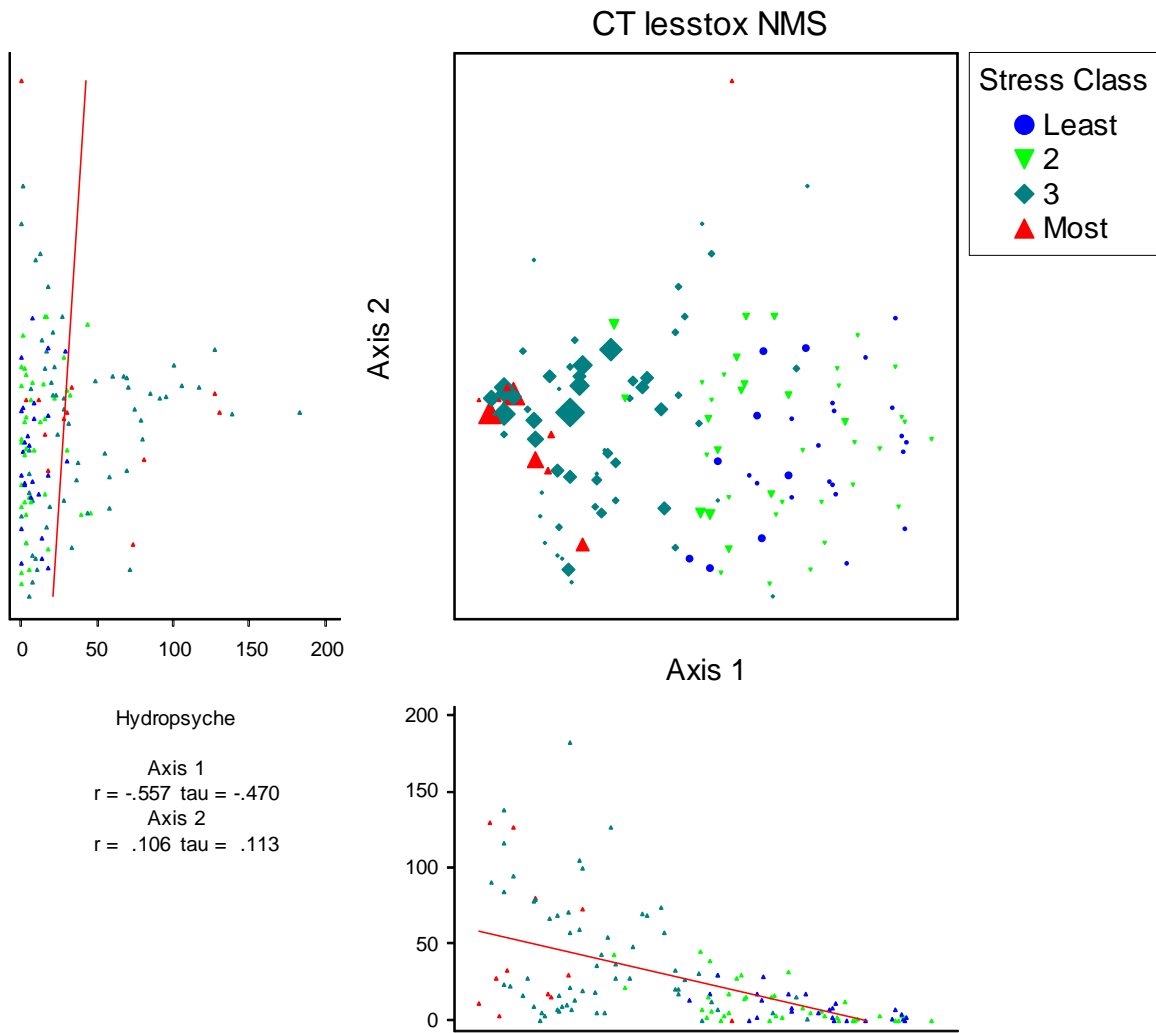 CT lesstox NMS
Stress Class
Least
2
3
Most
Axis 2
0 50 100 150 200
Axis 1
Hydropsyche
Axis 1
r = -.557 tau = -.470
Axis 2
r = .106 tau = .113
200
150
100
50
0